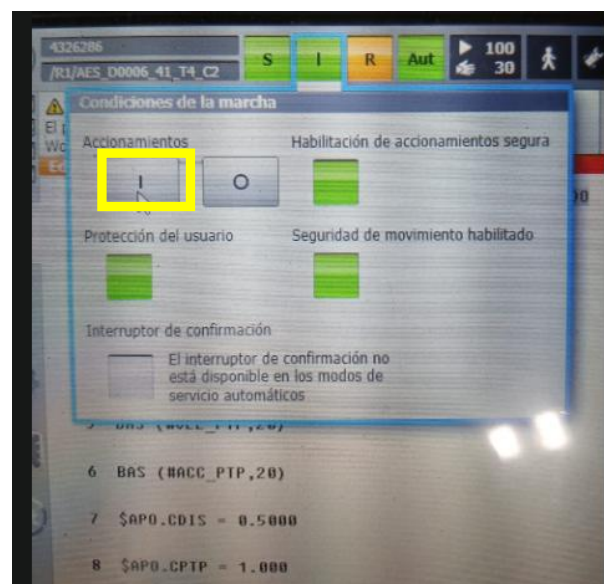 4326286
/R1/AES_D0006_41_T4_C2
S I R Aut 100
30
Condiciones de la marcha
El
Accionamientos
Habilitación de accionamientos segura
I O
Protección del usuario
Seguridad de movimiento habilitado
Interruptor de confirmación
El interruptor de confirmación no
está disponible en los modos de
servicio automáticos
6 BAS (#ACC_PTP,20)
7 $APO.CDIS = 0.5000
8 $APO.CPTP = 1.000